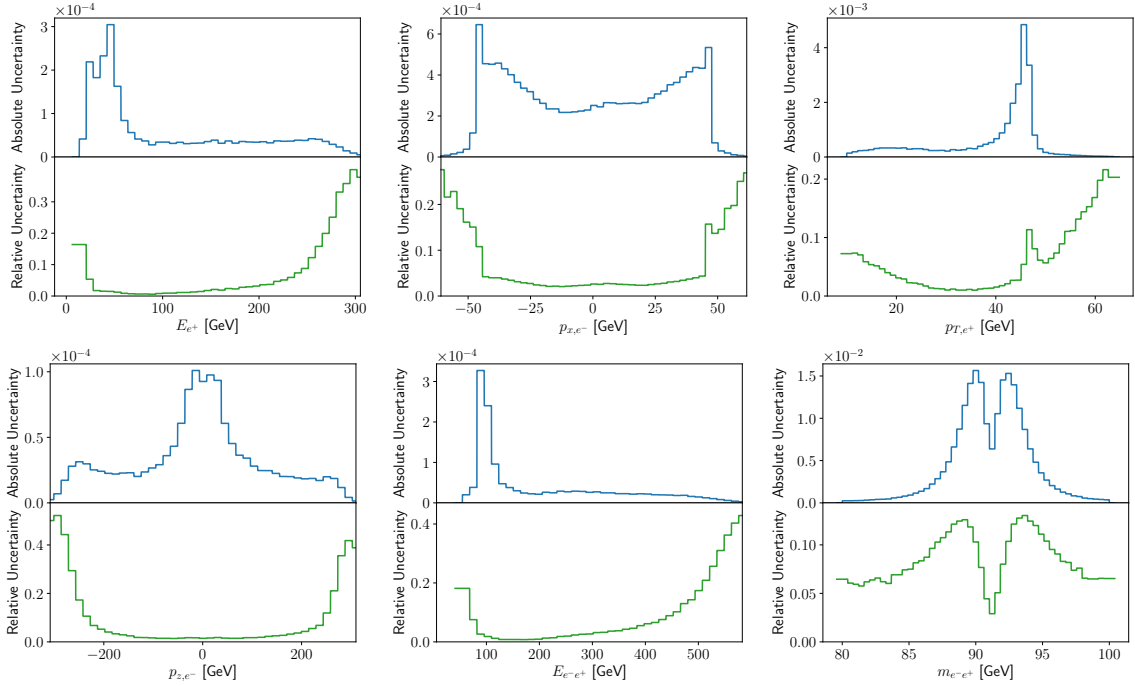 ×10⁻⁴
Absolute Uncertainty
3
2
1
0
Relative Uncertainty
0.3
0.2
0.1
0.0
0 100 200 300
E_{e⁺} [GeV]
×10⁻⁴
Absolute Uncertainty
6
4
2
0
Relative Uncertainty
0.2
0.1
0.0
−50 −25 0 25 50
p_{x,e⁻} [GeV]
×10⁻³
Absolute Uncertainty
4
2
0
Relative Uncertainty
0.2
0.1
0.0
20 40 60
p_{T,e⁺} [GeV]
×10⁻⁴
Absolute Uncertainty
1.0
0.5
0.0
Relative Uncertainty
0.4
0.2
0.0
−200 0 200
p_{z,e⁻} [GeV]
×10⁻⁴
Absolute Uncertainty
3
2
1
0
Relative Uncertainty
0.4
0.2
0.0
100 200 300 400 500
E_{e⁻e⁺} [GeV]
×10⁻²
Absolute Uncertainty
1.5
1.0
0.5
0.0
Relative Uncertainty
0.10
0.05
0.00
80 85 90 95 100
m_{e⁻e⁺} [GeV]